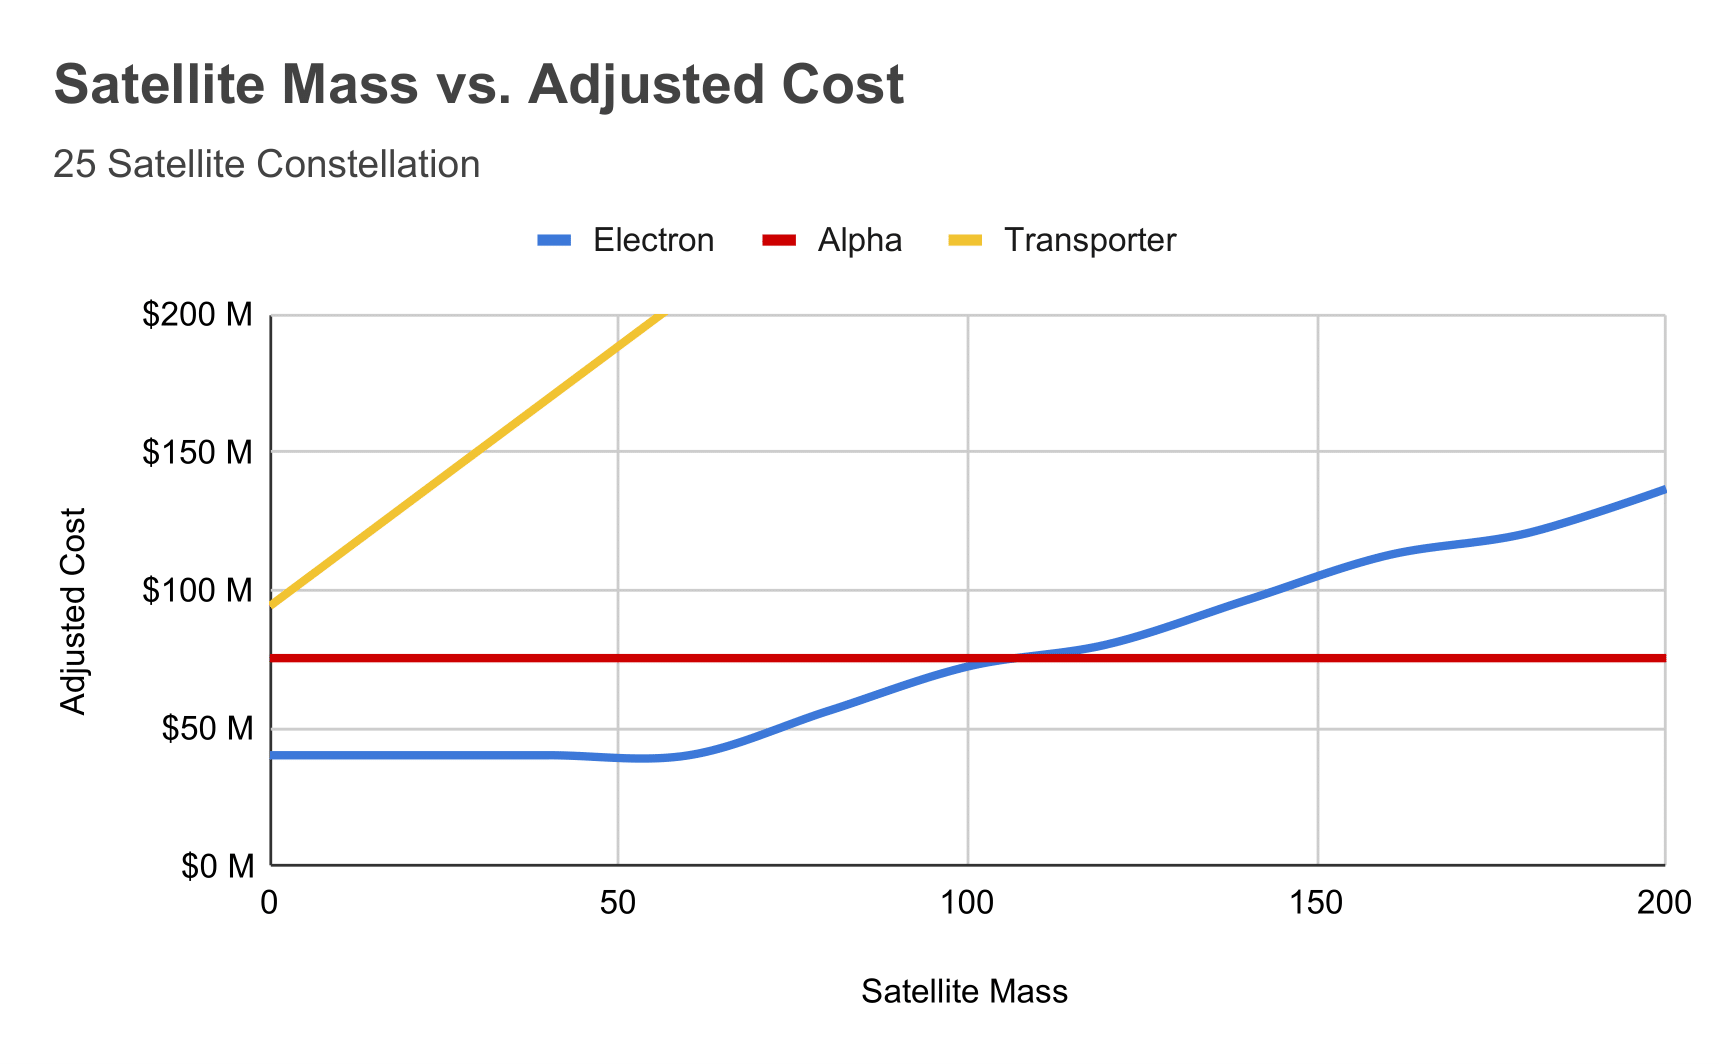 Satellite Mass vs. Adjusted Cost
25 Satellite Constellation
Electron Alpha Transporter
$200 M
$150 M
$100 M
$50 M
$0 M
Adjusted Cost
0 50 100 150 200
Satellite Mass